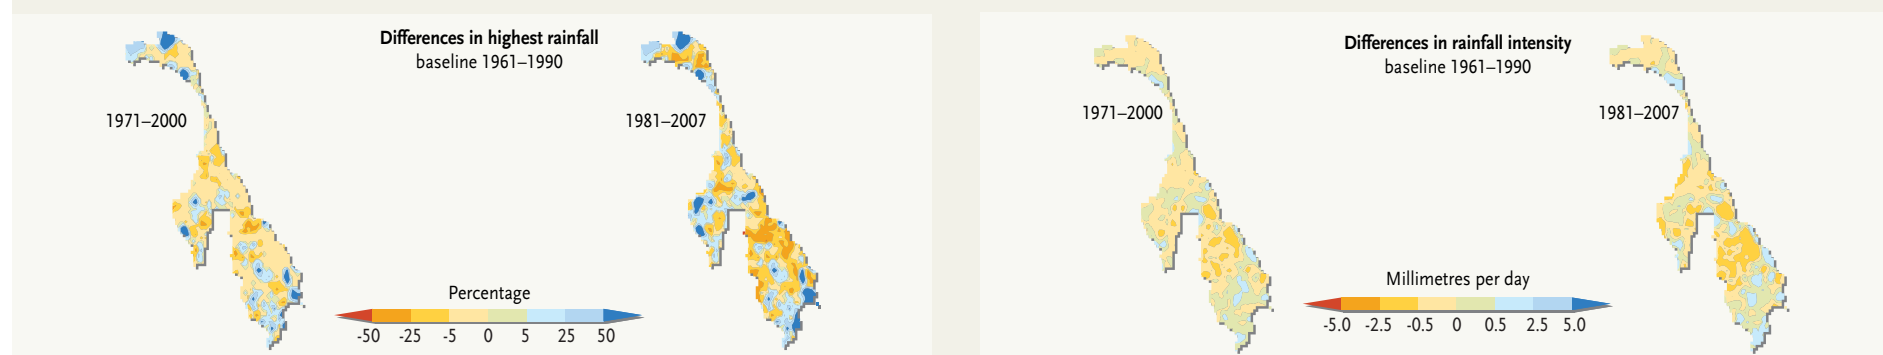 Differences in highest rainfall
baseline 1961–1990
1971–2000
1981–2007
Percentage
-50 -25 -5 0 5 25 50
Differences in rainfall intensity
baseline 1961–1990
1971–2000
1981–2007
Millimetres per day
-5.0 -2.5 -0.5 0 0.5 2.5 5.0